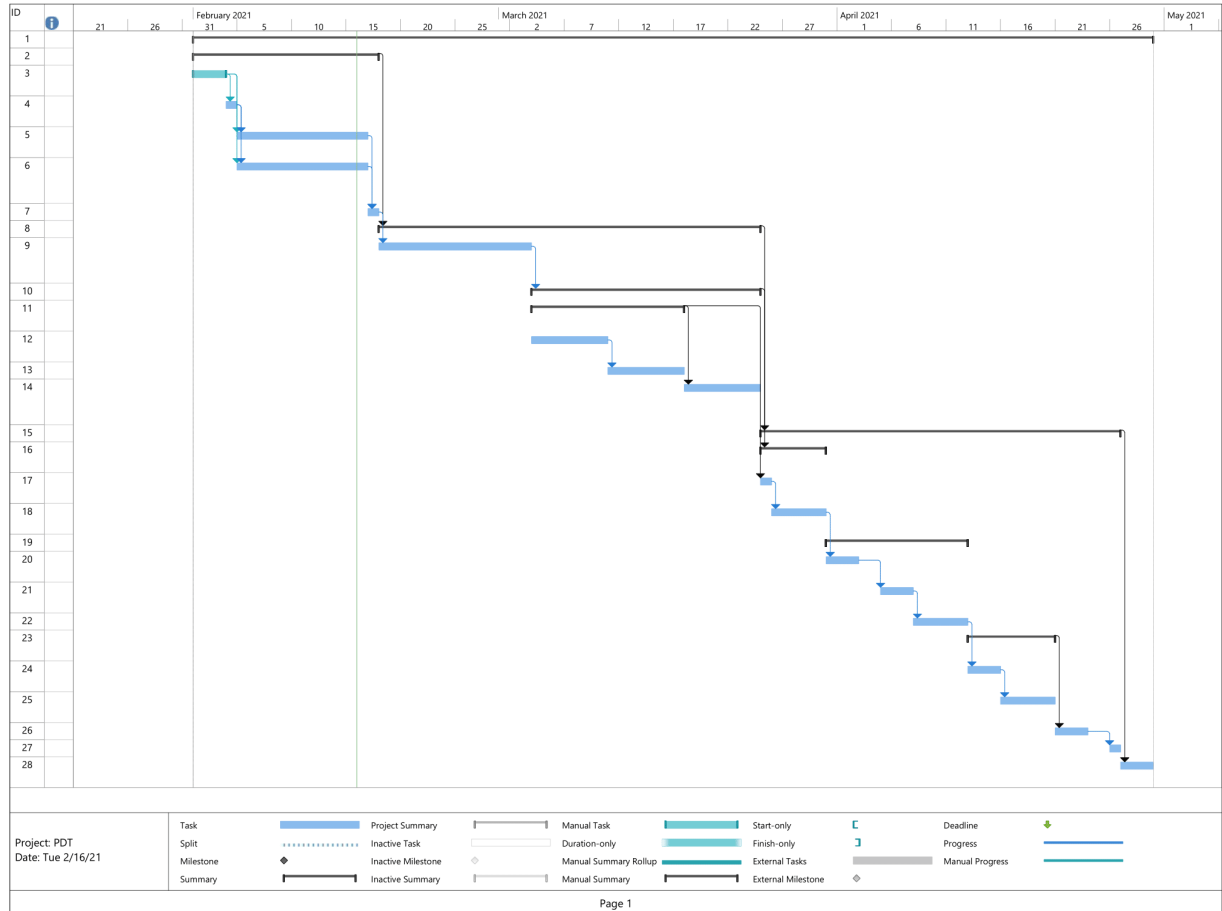 ID
February 2021 March 2021 April 2021 May 2021
21 26 31 5 10 15 20 25 2 7 12 17 22 27 1 6 11 16 21 26 1
1
2
3
4
5
6
7
8
9
10
11
12
13
14
15
16
17
18
19
20
21
22
23
24
25
26
27
28
Project: PDT
Date: Tue 2/16/21
Task Project Summary Manual Task Start-only Deadline
Split Inactive Task Duration-only Finish-only Progress
Milestone Inactive Milestone Manual Summary Rollup External Tasks Manual Progress
Summary Inactive Summary Manual Summary External Milestone
Page 1